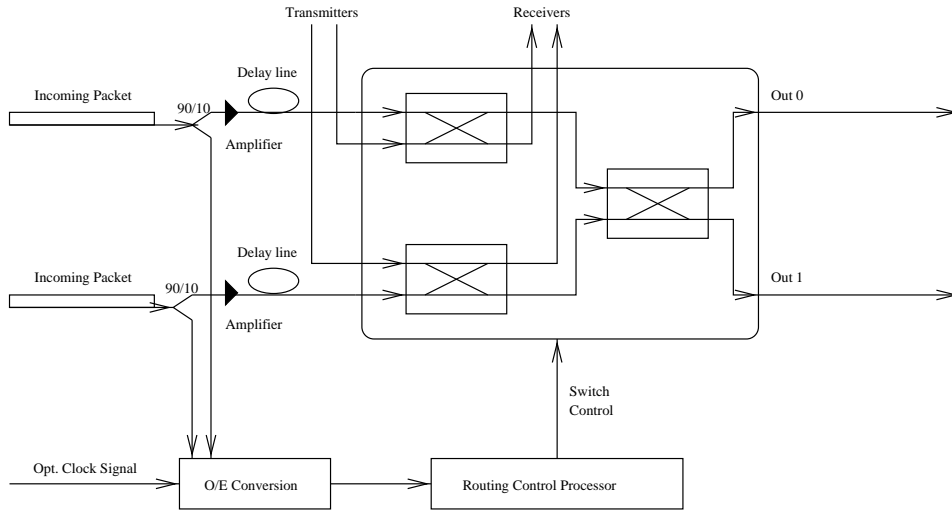 Transmitters
Receivers
Incoming Packet
90/10
Delay line
Amplifier
Out 0
Incoming Packet
90/10
Delay line
Amplifier
Out 1
Switch
Control
Opt. Clock Signal
O/E Conversion
Routing Control Processor